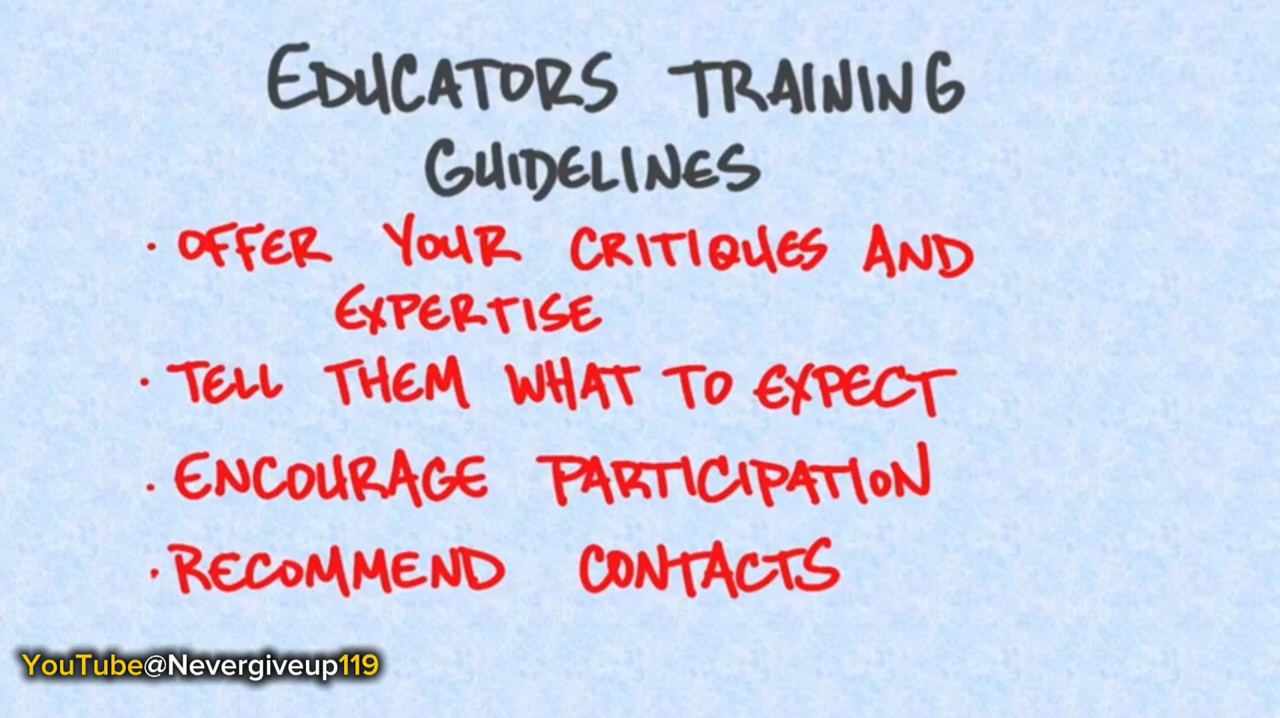 EDUCATORS TRAINING
GUIDELINES
· OFFER YOUR CRITIQUES AND
EXPERTISE
· TELL THEM WHAT TO EXPECT
· ENCOURAGE PARTICIPATION
· RECOMMEND CONTACTS
YouTube@Nevergiveup119